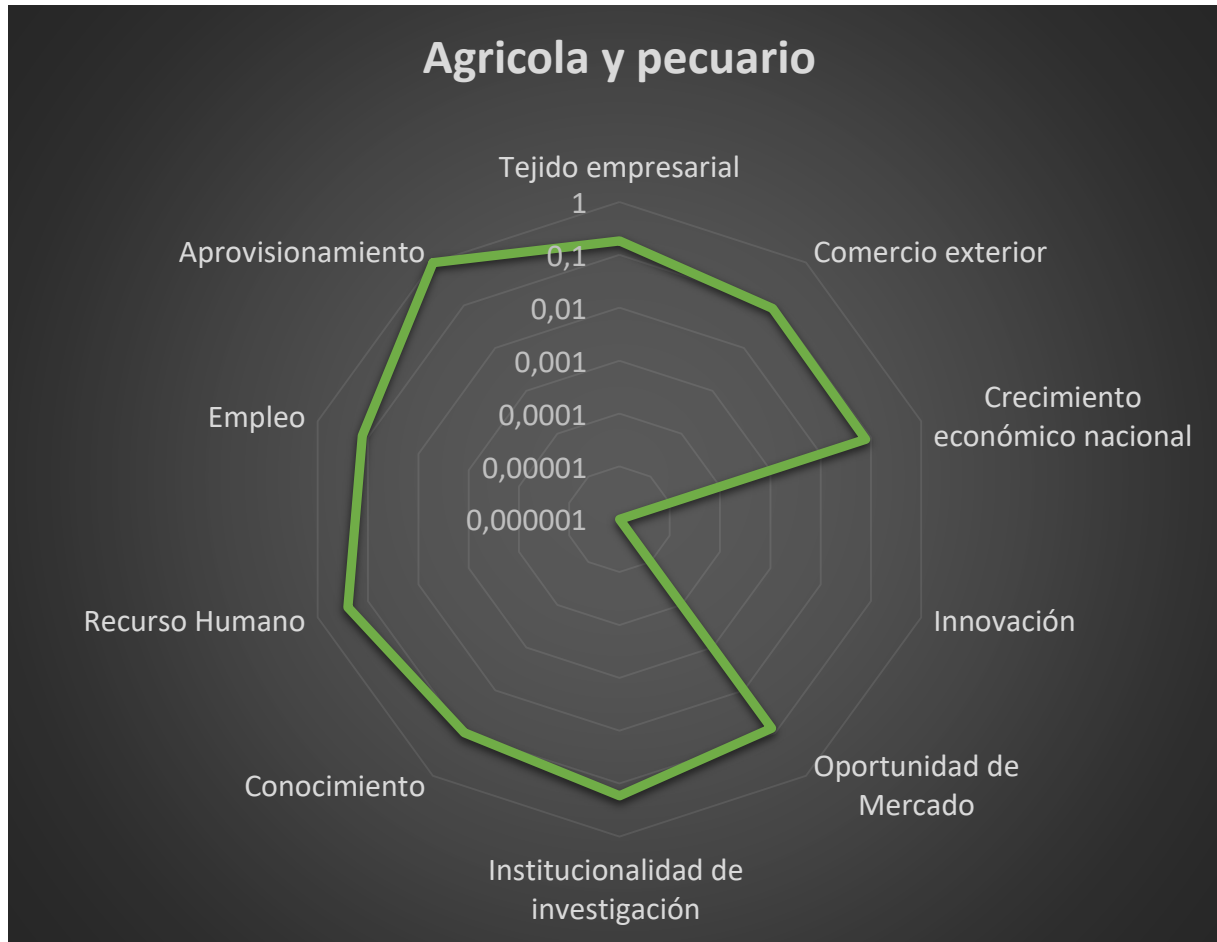 Agricola y pecuario
Tejido empresarial
1
0,1
0,01
0,001
0,0001
0,00001
0,000001
Comercio exterior
Crecimiento
económico nacional
Innovación
Oportunidad de
Mercado
Institucionalidad de
investigación
Conocimiento
Recurso Humano
Empleo
Aprovisionamiento